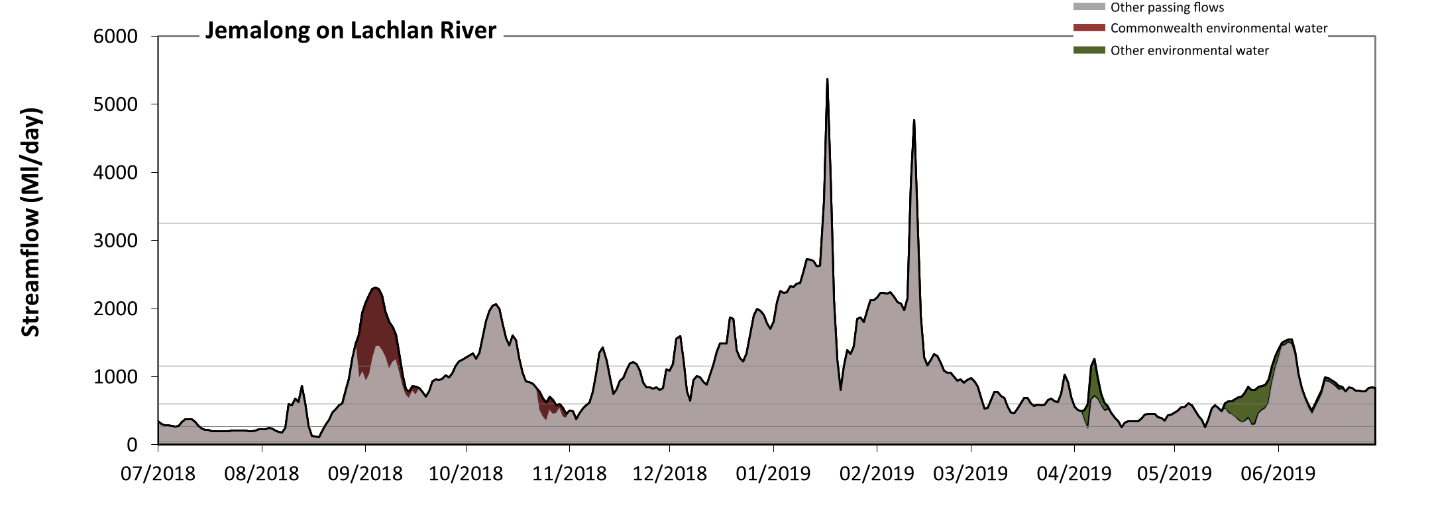 Other passing flows
Commonwealth environmental water
Other environmental water
Jemalong on Lachlan River
Streamflow (Ml/day)
6000
5000
4000
3000
2000
1000
0
07/2018 08/2018 09/2018 10/2018 11/2018 12/2018 01/2019 02/2019 03/2019 04/2019 05/2019 06/2019